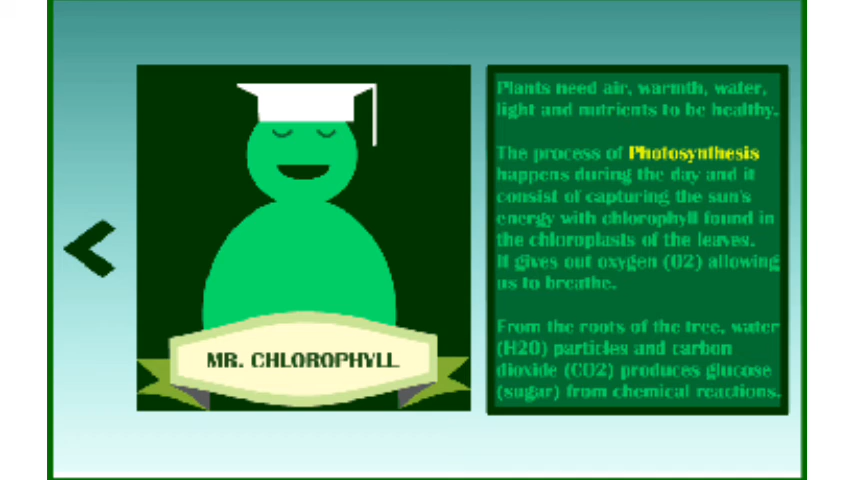 Plants need air, warmth, water,
light and nutrients to be healthy.
The process of Photosynthesis
happens during the day and it
consist of capturing the sun's
energy with chlorophyll found in
the chloroplasts of the leaves.
It gives out oxygen (O2) allowing
us to breathe.
From the roots of the tree, water
(H2O) particles and carbon
dioxide (CO2) produces glucose
(sugar) from chemical reactions.
MR. CHLOROPHYLL